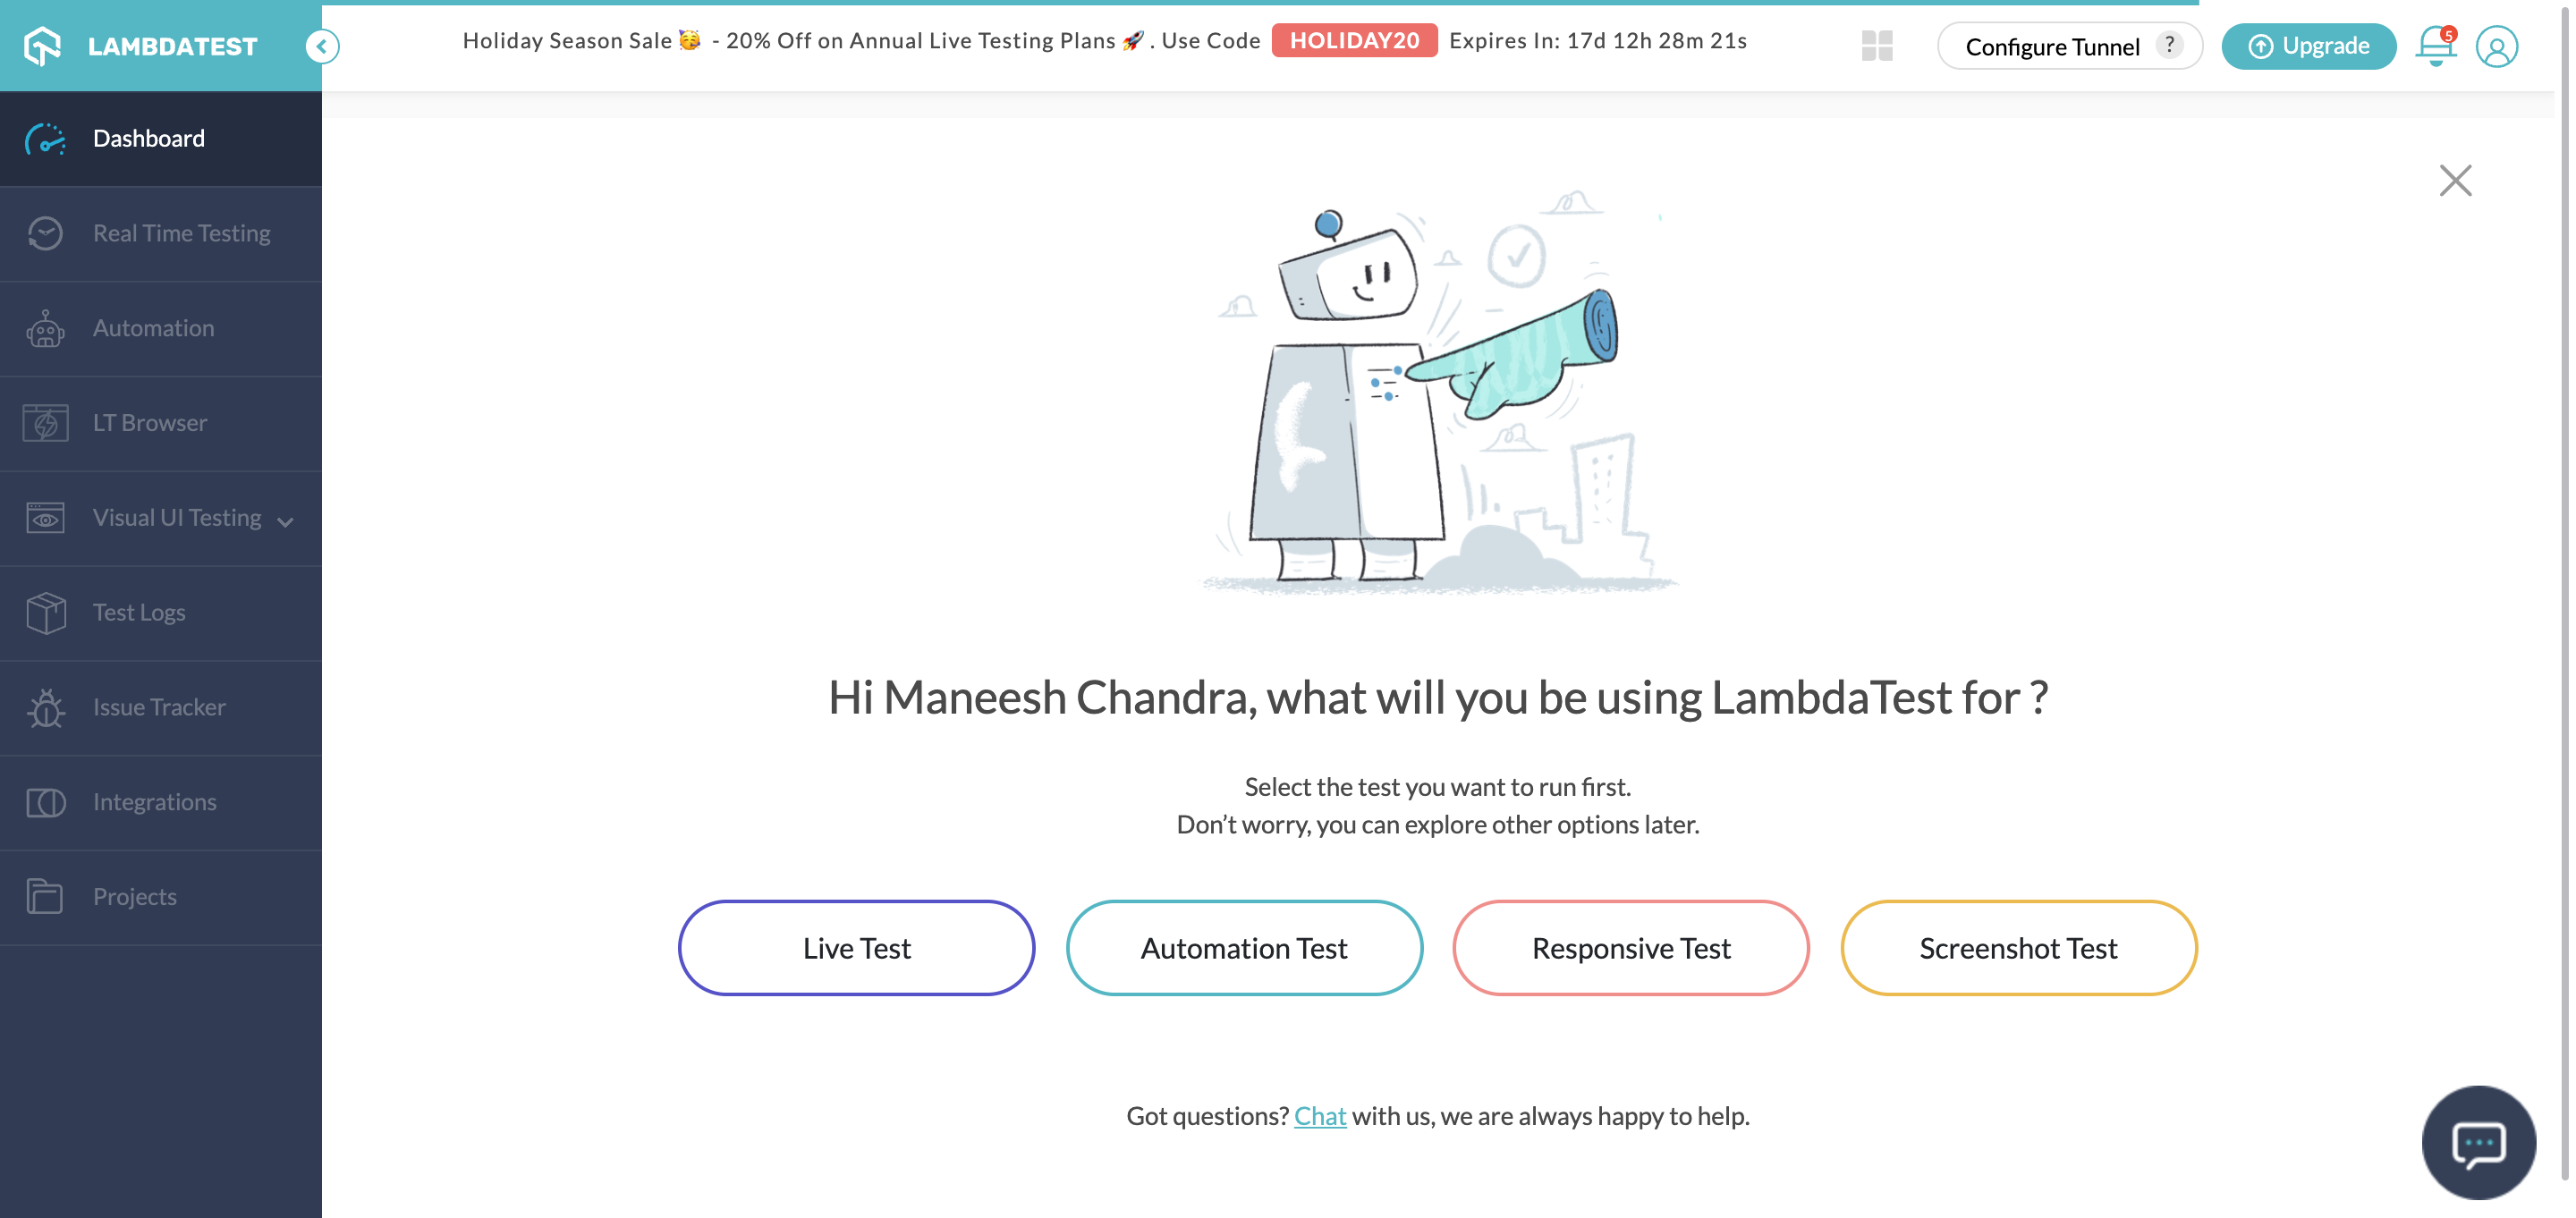 LAMBDATEST
Holiday Season Sale 🥳 - 20% Off on Annual Live Testing Plans 🚀. Use Code HOLIDAY20 Expires In: 17d 12h 28m 21s
Configure Tunnel ?
Upgrade
5
Dashboard
Real Time Testing
Automation
LT Browser
Visual UI Testing
Test Logs
Issue Tracker
Integrations
Projects
Hi Maneesh Chandra, what will you be using LambdaTest for ?
Select the test you want to run first.
Don’t worry, you can explore other options later.
Live Test
Automation Test
Responsive Test
Screenshot Test
Got questions? Chat with us, we are always happy to help.